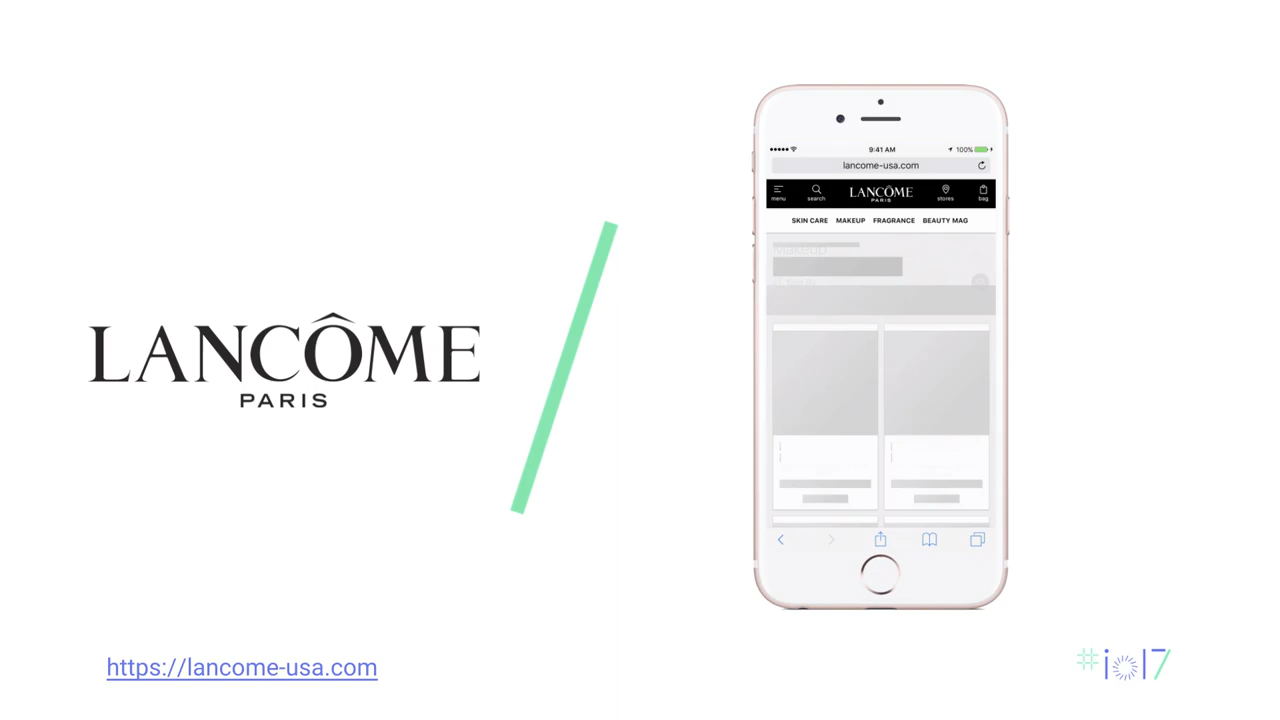 LANCÔME
PARIS
https://lancome-usa.com
9:41 AM
100%
lancome-usa.com
menu
search
LANCÔME
PARIS
stores
bag
SKIN CARE MAKEUP FRAGRANCE BEAUTY MAG
Makeup
#io17